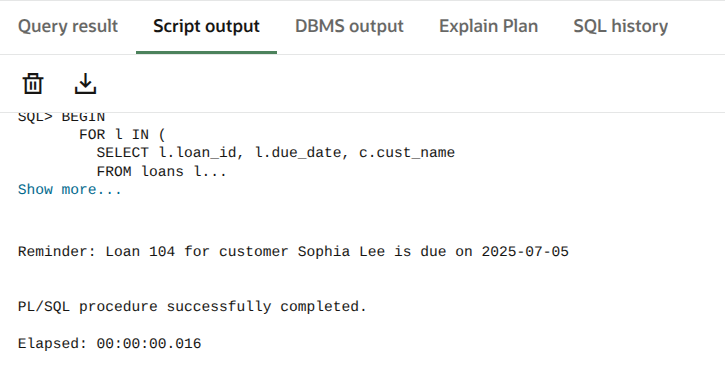 Query result Script output DBMS output Explain Plan SQL history
SQL> BEGIN
FOR l IN (
SELECT l.loan_id, l.due_date, c.cust_name
FROM loans l...
Show more...
Reminder: Loan 104 for customer Sophia Lee is due on 2025-07-05
PL/SQL procedure successfully completed.
Elapsed: 00:00:00.016